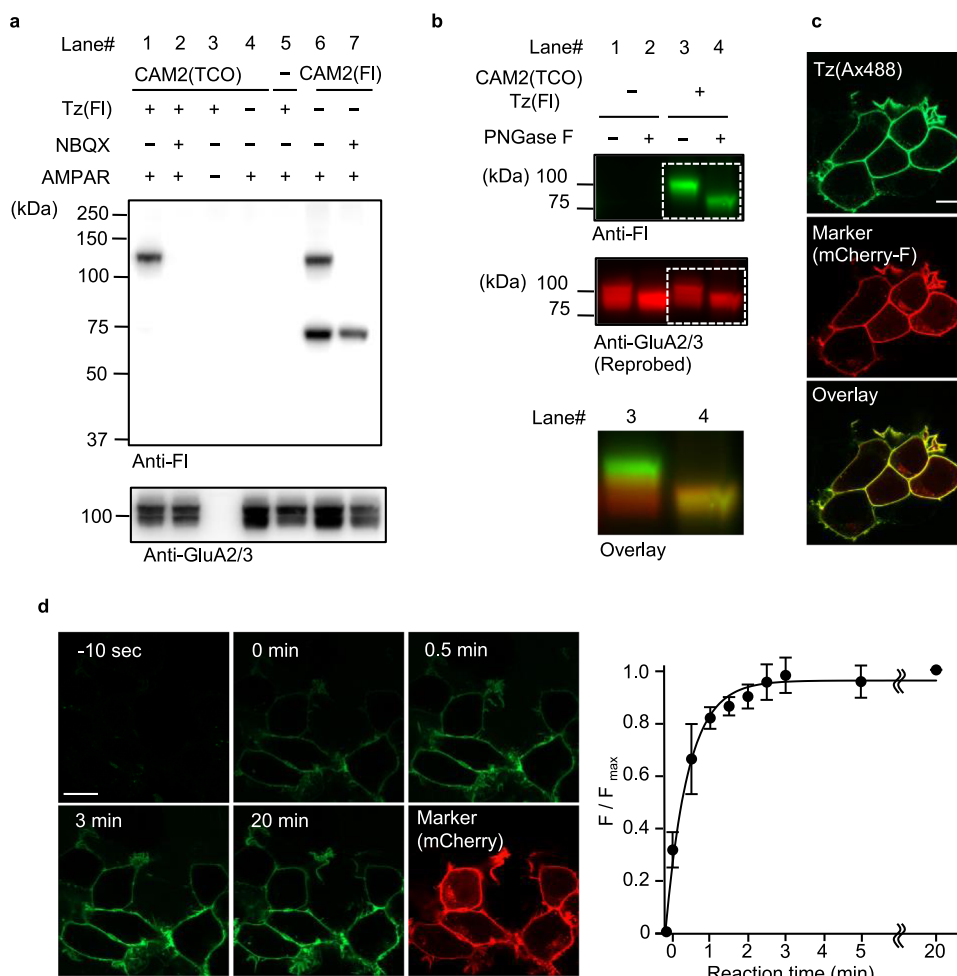 a
Lane# 1 2 3 4 5 6 7
CAM2(TCO) – CAM2(Fl)
Tz(Fl) + + + – + – –
NBQX – + – – – – +
AMPAR + + – + + + +
(kDa)
250
150
100
75
50
37
Anti-Fl
100
Anti-GluA2/3
b
Lane# 1 2 3 4
CAM2(TCO)
Tz(Fl) – +
PNGase F – + – +
(kDa) 100
75
Anti-Fl
(kDa) 100
75
Anti-GluA2/3
(Reprobed)
Lane# 3 4
Overlay
c
Tz(Ax488)
Marker
(mCherry-F)
Overlay
d
-10 sec
0 min
0.5 min
3 min
20 min
Marker
(mCherry)
F / Fmax
1.0
0.8
0.6
0.4
0.2
0
0 1 2 3 4 5 20
Reaction time (min)